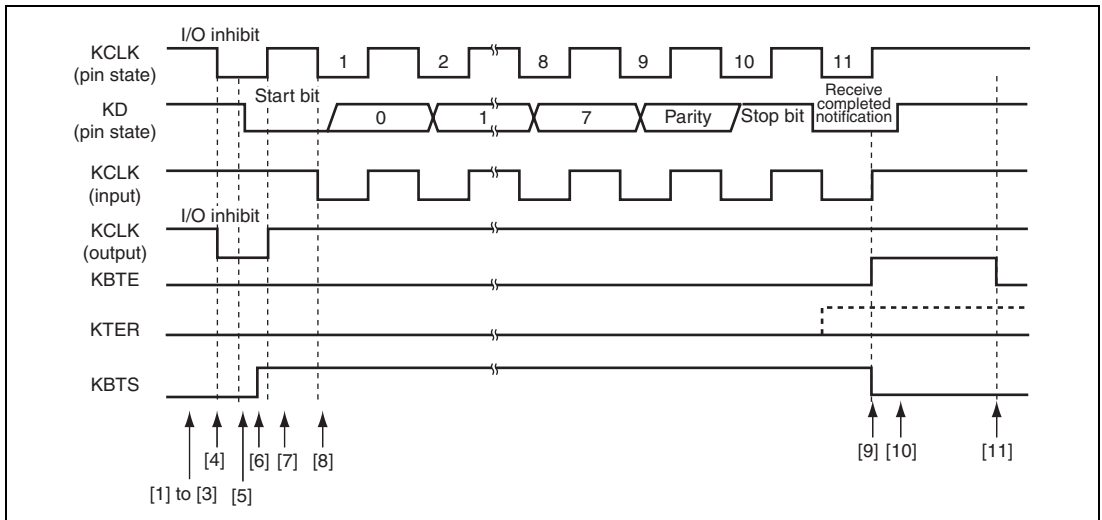 I/O inhibit
KCLK
(pin state)
1
2
8
9
10
11
KD
(pin state)
Start bit
0
1
7
Parity
Stop bit
Receive
completed
notification
KCLK
(input)
I/O inhibit
KCLK
(output)
KBTE
KTER
KBTS
[4]
[6]
[7]
[8]
[9]
[10]
[11]
[1] to [3]
[5]